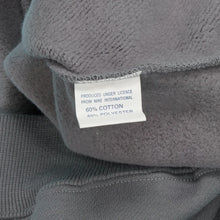 PRODUCED UNDER LICENCE
FROM NIKE INTERNATIONAL
60% COTTON
40% POLYESTER